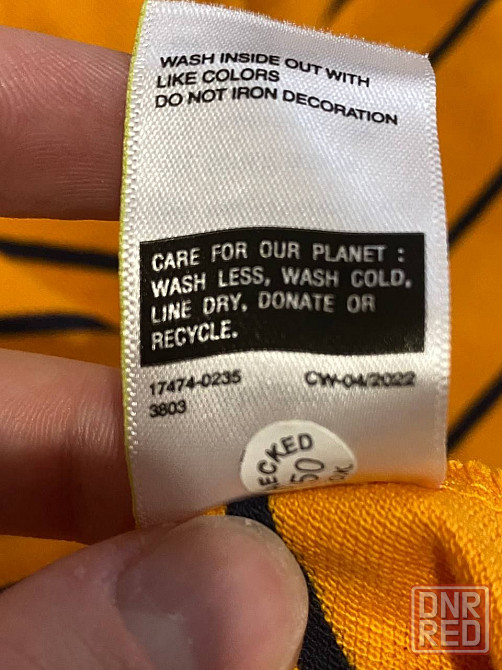 WASH INSIDE OUT WITH
LIKE COLORS
DO NOT IRON DECORATION
CARE FOR OUR PLANET :
WASH LESS, WASH COLD,
LINE DRY, DONATE OR
RECYCLE.
17474-0235 CW-04/2022
3803
ECKED
50
OK
DNR
RED